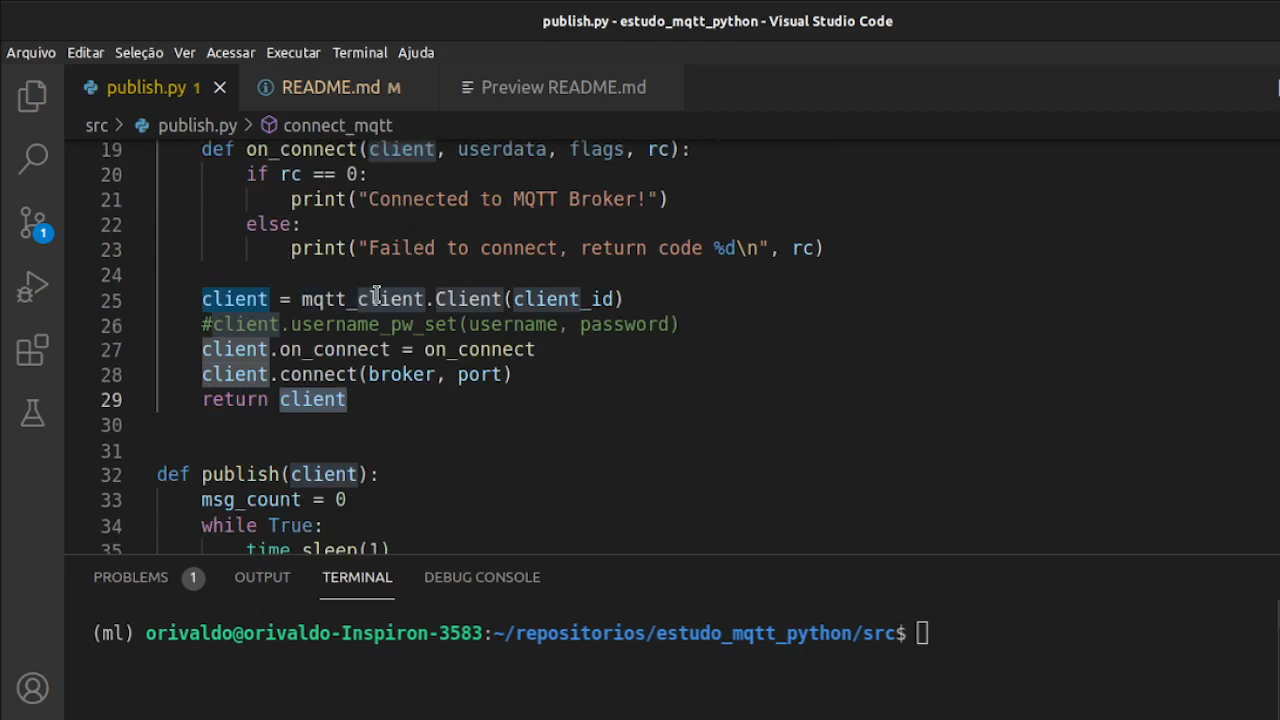 publish.py - estudo_mqtt_python - Visual Studio Code
Arquivo Editar Seleção Ver Acessar Executar Terminal Ajuda
publish.py 1 README.md M Preview README.md
src > publish.py > connect_mqtt
19 def on_connect(client, userdata, flags, rc):
20 if rc == 0:
21 print("Connected to MQTT Broker!")
22 else:
23 print("Failed to connect, return code %d\n", rc)
24
25 client = mqtt_client.Client(client_id)
26 #client.username_pw_set(username, password)
27 client.on_connect = on_connect
28 client.connect(broker, port)
29 return client
30
31
32 def publish(client):
33 msg_count = 0
34 while True:
35 time.sleep(1)
1
PROBLEMS 1 OUTPUT TERMINAL DEBUG CONSOLE
(ml) orivaldo@orivaldo-Inspiron-3583:~/repositorios/estudo_mqtt_python/src$